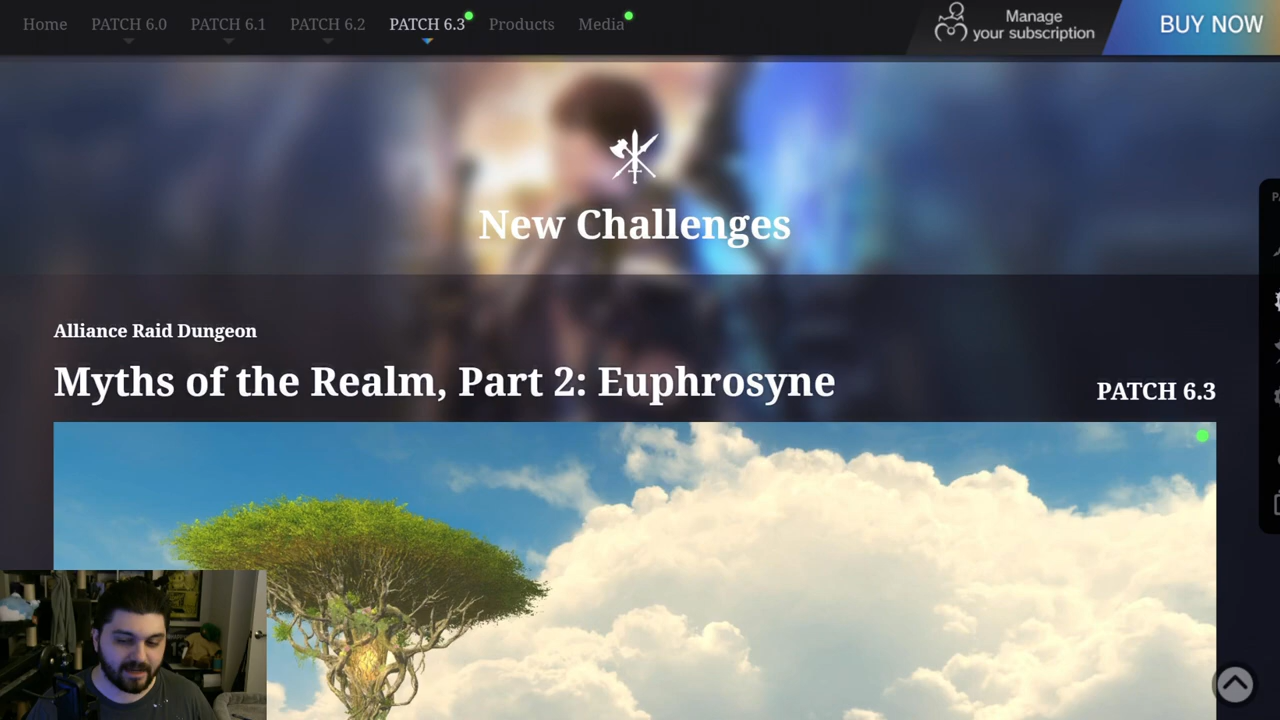 Home
PATCH 6.0
PATCH 6.1
PATCH 6.2
PATCH 6.3
Products
Media
Manage
your subscription
BUY NOW
New Challenges
Alliance Raid Dungeon
Myths of the Realm, Part 2: Euphrosyne
PATCH 6.3